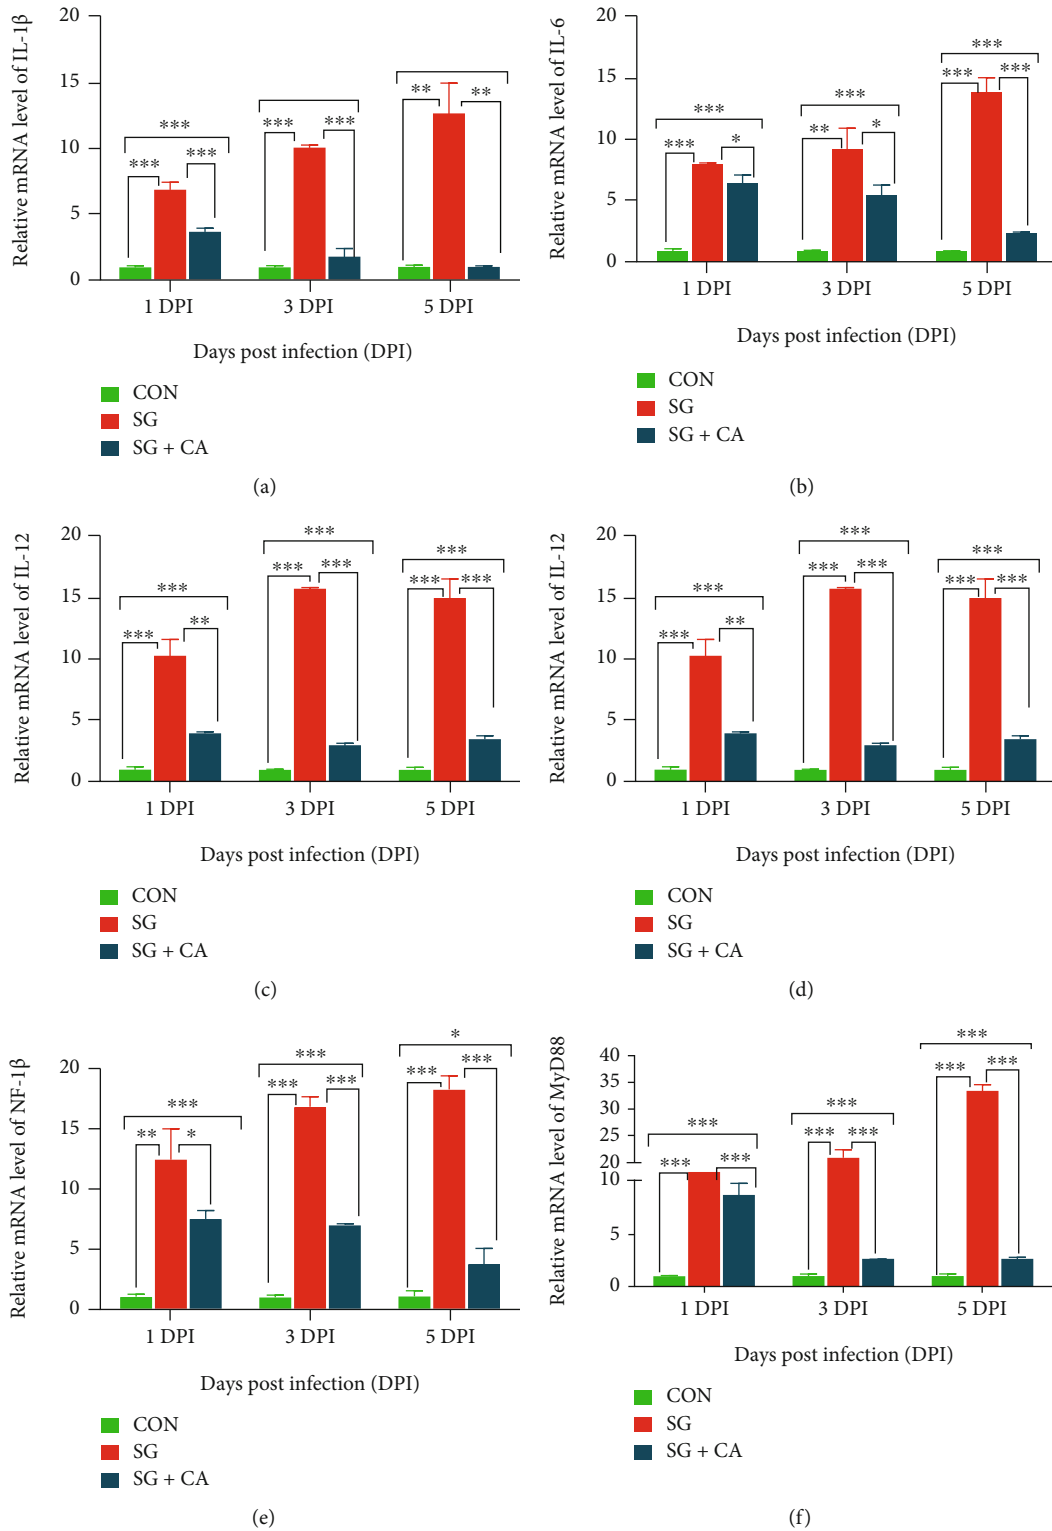 Relative mRNA level of IL-1β
20
15
10
5
0
***
***
***
***
***
**
**
1 DPI
3 DPI
5 DPI
Days post infection (DPI)
CON
SG
SG + CA
(a)
Relative mRNA level of IL-6
20
15
10
5
0
***
***
*
***
**
*
***
***
***
1 DPI
3 DPI
5 DPI
Days post infection (DPI)
CON
SG
SG + CA
(b)
Relative mRNA level of IL-12
20
15
10
5
0
***
***
**
***
***
***
***
***
***
1 DPI
3 DPI
5 DPI
Days post infection (DPI)
CON
SG
SG + CA
(c)
Relative mRNA level of IL-12
20
15
10
5
0
***
***
**
***
***
***
***
***
***
1 DPI
3 DPI
5 DPI
Days post infection (DPI)
CON
SG
SG + CA
(d)
Relative mRNA level of NF-1β
20
15
10
5
0
***
**
*
***
***
***
*
***
***
1 DPI
3 DPI
5 DPI
Days post infection (DPI)
CON
SG
SG + CA
(e)
Relative mRNA level of MyD88
40
35
30
25
20
10
5
0
***
***
***
***
***
***
***
***
***
1 DPI
3 DPI
5 DPI
Days post infection (DPI)
CON
SG
SG + CA
(f)